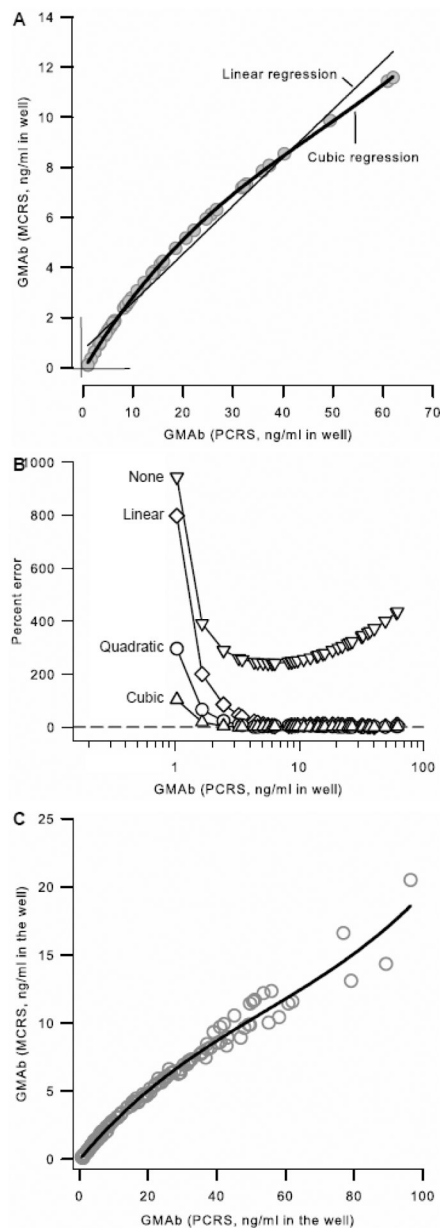 A
14
12
10
8
6
4
2
0
GMAb (MCRS, ng/ml in well)
Linear regression
Cubic regression
0 10 20 30 40 50 60 70
GMAb (PCRS, ng/ml in well)
B
1000
800
600
400
200
0
Percent error
None
Linear
Quadratic
Cubic
1 10 100
GMAb (PCRS, ng/ml in well)
C
25
20
15
10
5
0
GMAb (MCRS, ng/ml in the well)
0 20 40 60 80 100
GMAb (PCRS, ng/ml in the well)